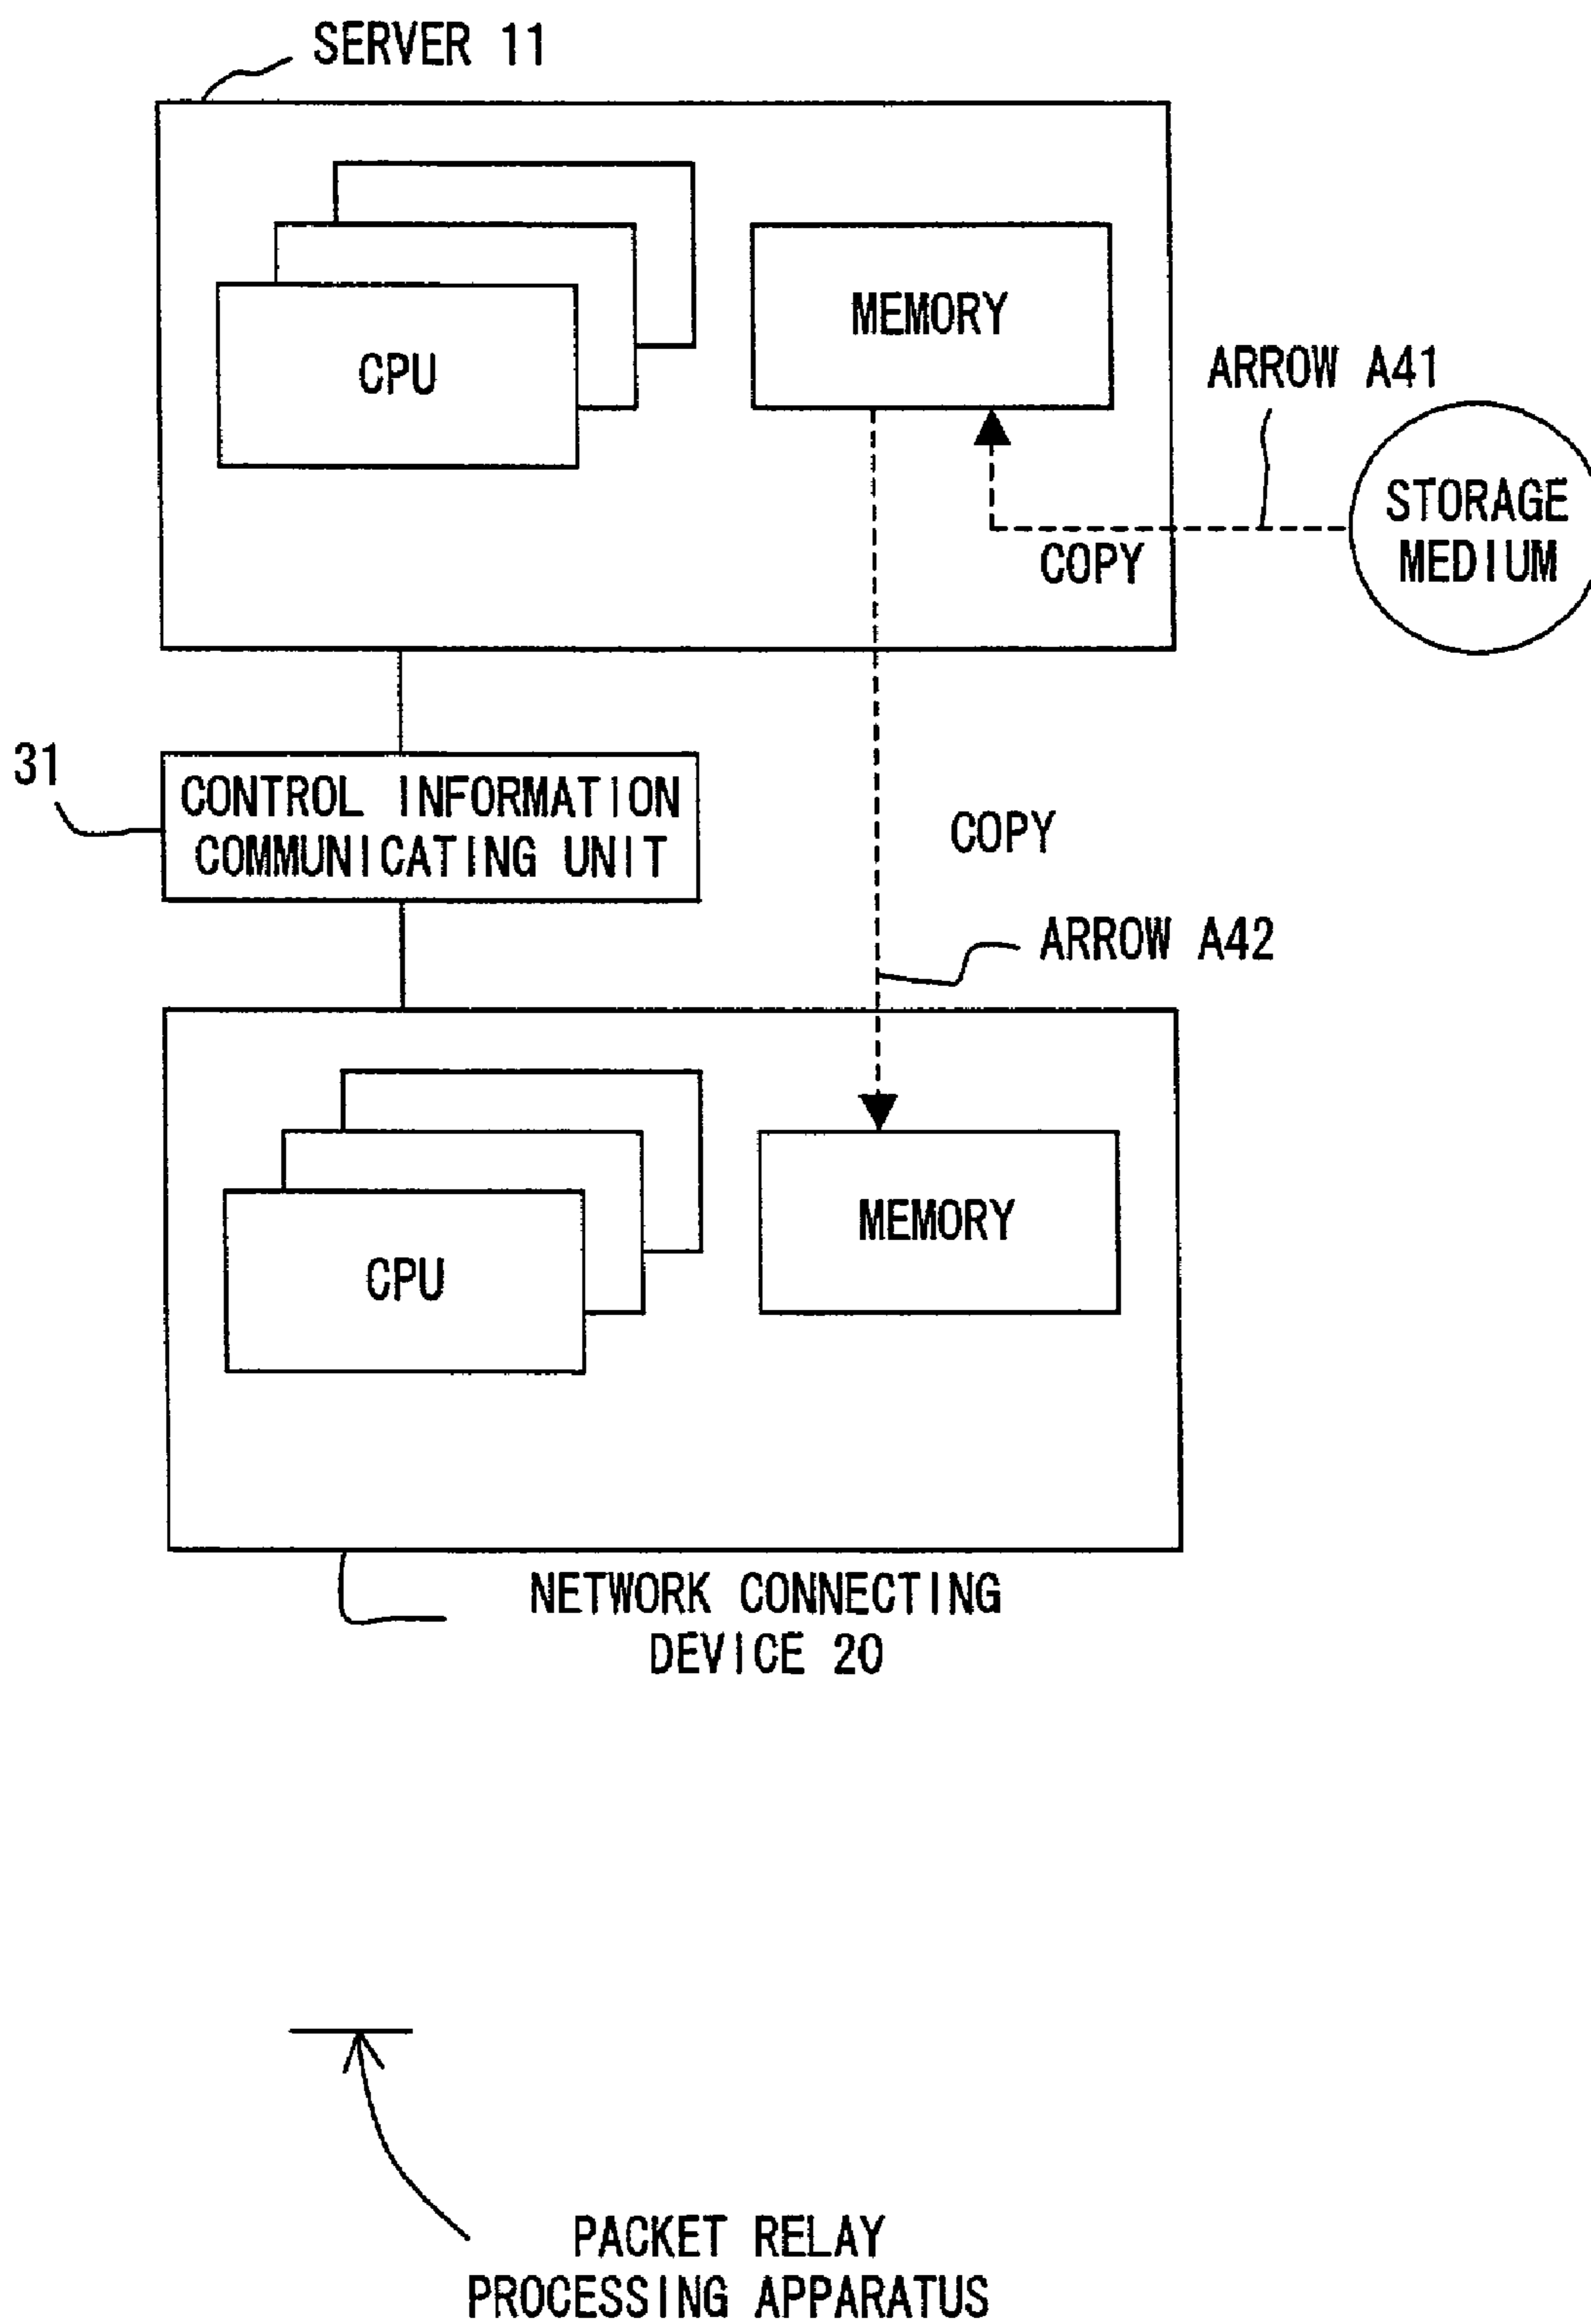 SERVER 11
MEMORY
CPU
ARROW A41
STORAGE
MEDIUM
COPY
31
CONTROL INFORMATION
COMMUNICATING UNIT
COPY
ARROW A42
MEMORY
CPU
NETWORK CONNECTING
DEVICE 20
PACKET RELAY
PROCESSING APPARATUS